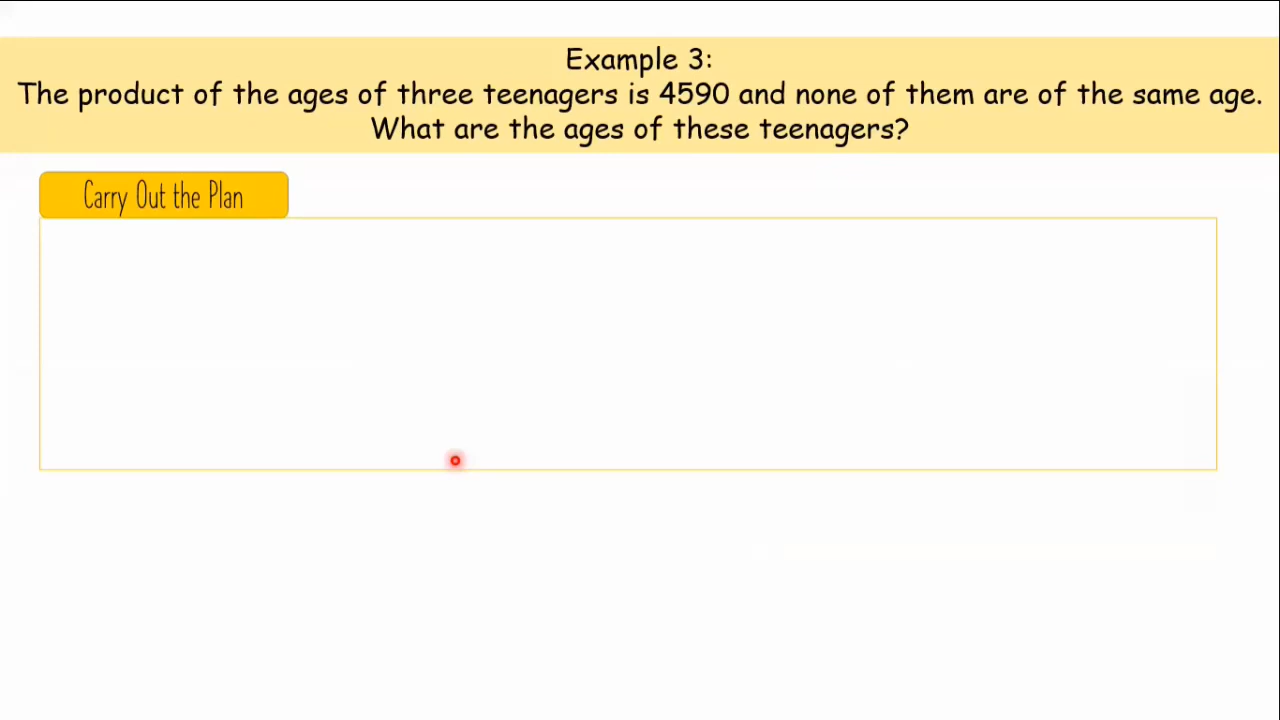 Example 3:
The product of the ages of three teenagers is 4590 and none of them are of the same age.
What are the ages of these teenagers?
Carry Out the Plan